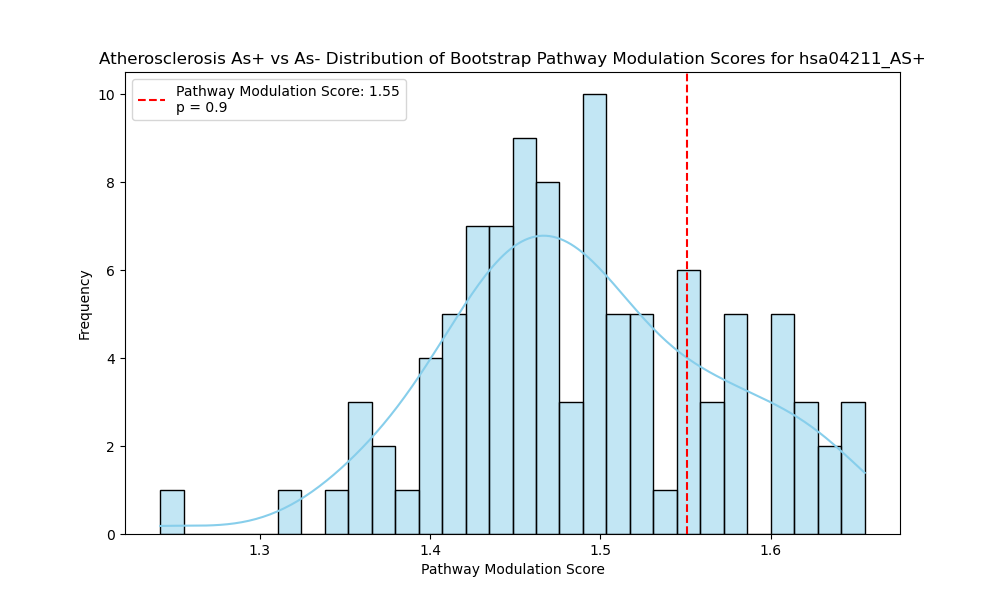 Atherosclerosis As+ vs As- Distribution of Bootstrap Pathway Modulation Scores for hsa04211_AS+
Pathway Modulation Score: 1.55
p = 0.9
10
8
6
4
2
0
Frequency
1.3 1.4 1.5 1.6
Pathway Modulation Score